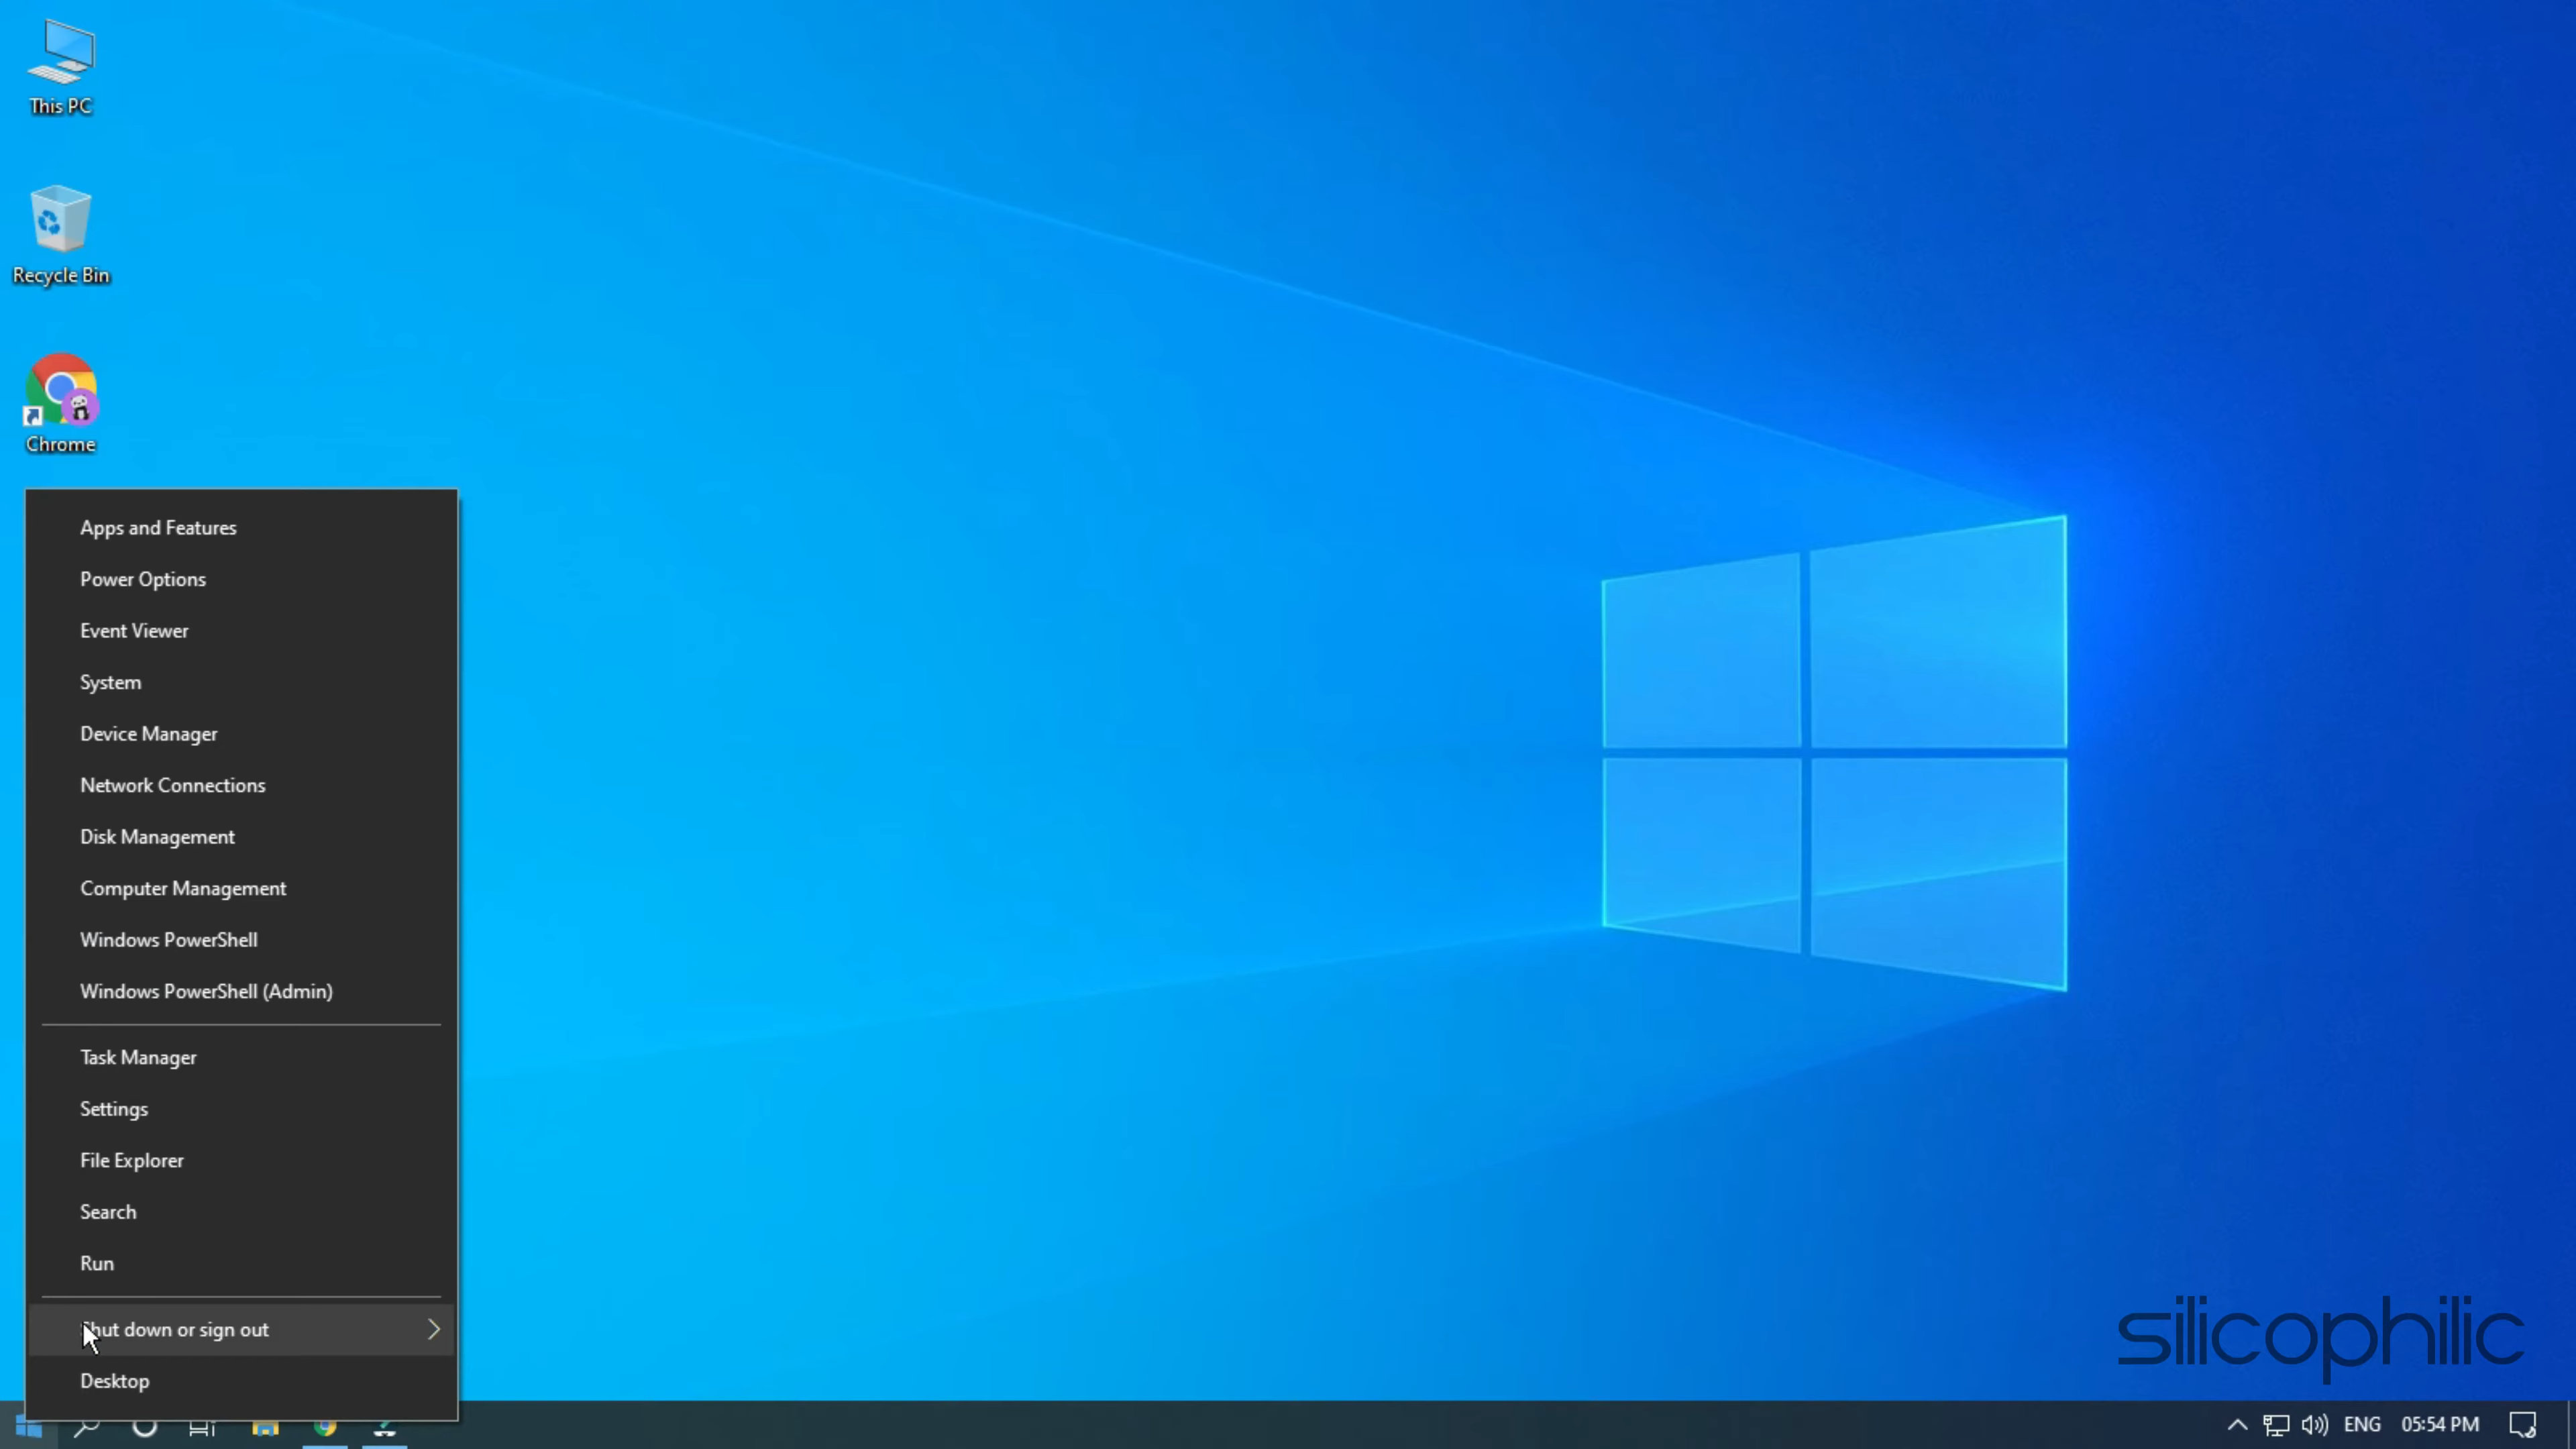 This PC
Recycle Bin
Chrome
Apps and Features
Power Options
Event Viewer
System
Device Manager
Network Connections
Disk Management
Computer Management
Windows PowerShell
Windows PowerShell (Admin)
Task Manager
Settings
File Explorer
Search
Run
Shut down or sign out
Desktop
silicophilic
ENG 05:54 PM